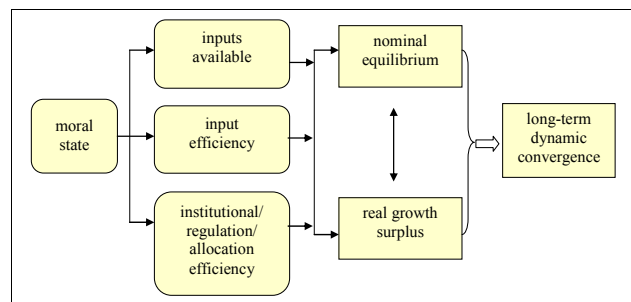 moral
state
inputs
available
input
efficiency
institutional/
regulation/
allocation
efficiency
nominal
equilibrium
real growth
surplus
long-term
dynamic
convergence